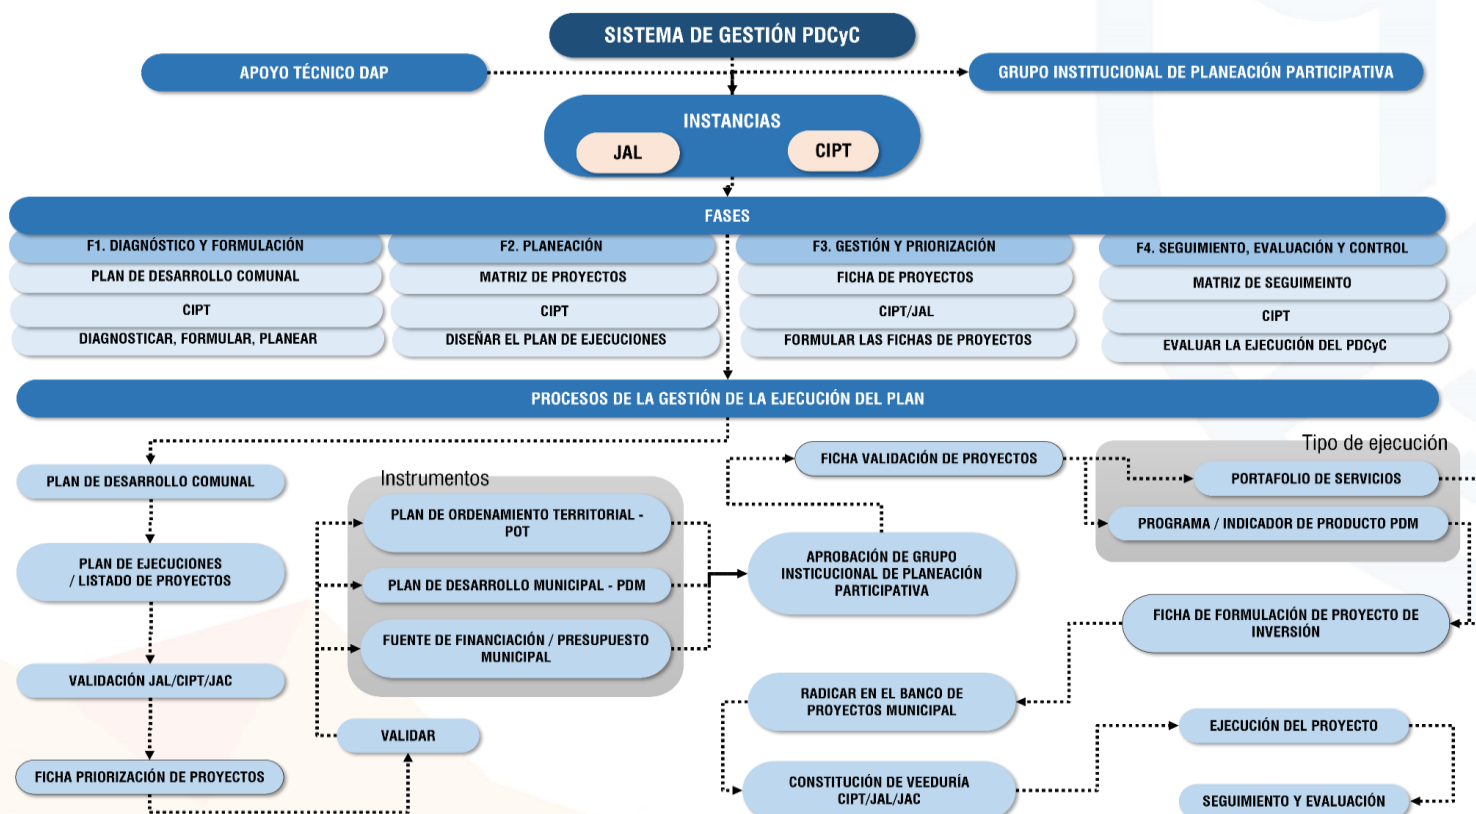 SISTEMA DE GESTIÓN PDCyC
APOYO TÉCNICO DAP
GRUPO INSTITUCIONAL DE PLANEACIÓN PARTICIPATIVA
INSTANCIAS
JAL
CIPT
FASES
F1. DIAGNÓSTICO Y FORMULACIÓN
PLAN DE DESARROLLO COMUNAL
CIPT
DIAGNOSTICAR, FORMULAR, PLANEAR
F2. PLANEACIÓN
MATRIZ DE PROYECTOS
CIPT
DISEÑAR EL PLAN DE EJECUCIONES
F3. GESTIÓN Y PRIORIZACIÓN
FICHA DE PROYECTOS
CIPT/JAL
FORMULAR LAS FICHAS DE PROYECTOS
F4. SEGUIMIENTO, EVALUACIÓN Y CONTROL
MATRIZ DE SEGUIMEINTO
CIPT
EVALUAR LA EJECUCIÓN DEL PDCyC
PROCESOS DE LA GESTIÓN DE LA EJECUCIÓN DEL PLAN
PLAN DE DESARROLLO COMUNAL
PLAN DE EJECUCIONES
/ LISTADO DE PROYECTOS
VALIDACIÓN JAL/CIPT/JAC
FICHA PRIORIZACIÓN DE PROYECTOS
VALIDAR
Instrumentos
PLAN DE ORDENAMIENTO TERRITORIAL -
POT
PLAN DE DESARROLLO MUNICIPAL - PDM
FUENTE DE FINANCIACIÓN / PRESUPUESTO
MUNICIPAL
APROBACIÓN DE GRUPO
INSTICUCIONAL DE PLANEACIÓN
PARTICIPATIVA
FICHA VALIDACIÓN DE PROYECTOS
Tipo de ejecución
PORTAFOLIO DE SERVICIOS
PROGRAMA / INDICADOR DE PRODUCTO PDM
FICHA DE FORMULACIÓN DE PROYECTO DE
INVERSIÓN
RADICAR EN EL BANCO DE
PROYECTOS MUNICIPAL
CONSTITUCIÓN DE VEEDURÍA
CIPT/JAL/JAC
EJECUCIÓN DEL PROYECTO
SEGUIMIENTO Y EVALUACIÓN